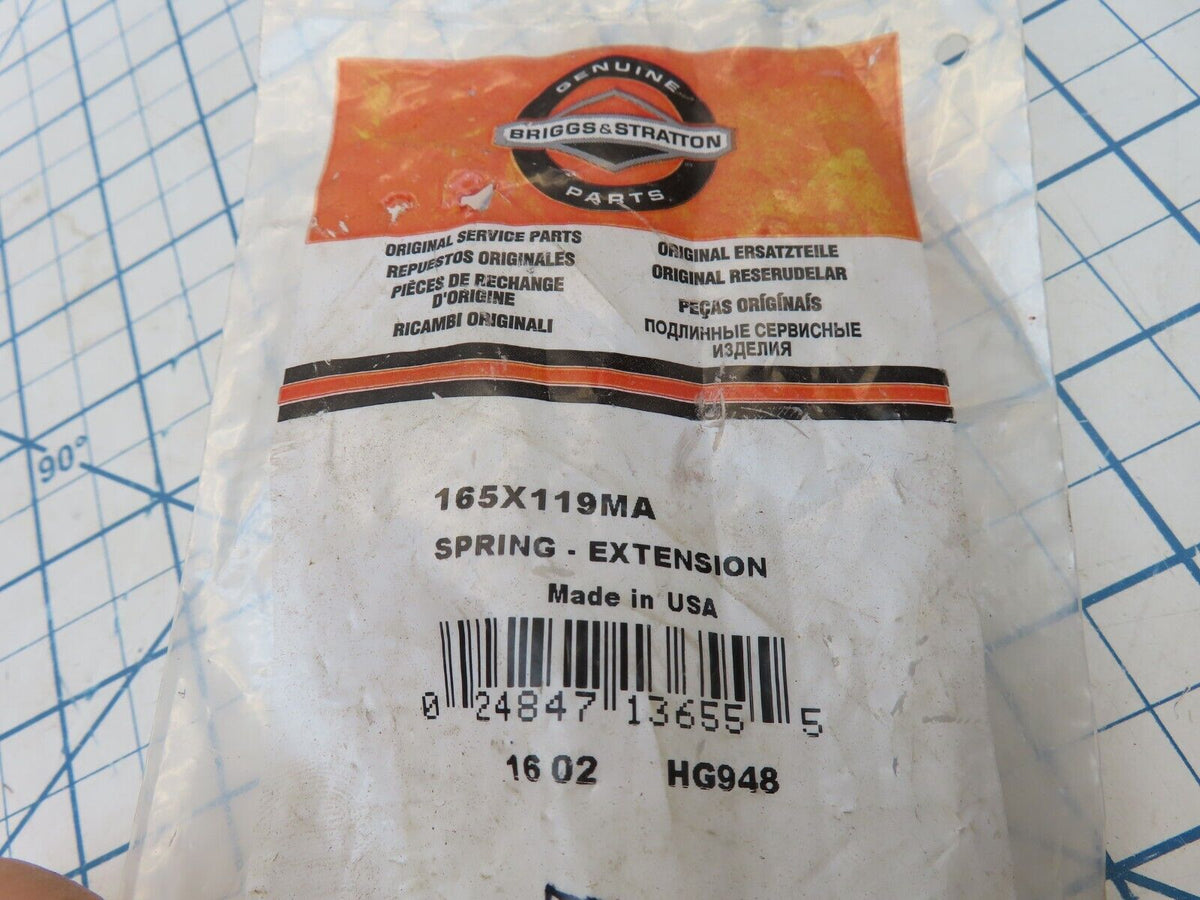 GENUINE
BRIGGS&STRATTON
PARTS
ORIGINAL SERVICE PARTS
REPUESTOS ORIGINALES
PIÈCES DE RECHANGE
D'ORIGINE
RICAMBI ORIGINALI
ORIGINAL ERSATZTEILE
ORIGINAL RESERUDELAR
PEÇAS ORÍGÍNAÍS
ПОДЛИННЫЕ СЕРВИСНЫЕ
ИЗДЕЛИЯ
90°
165X119MA
SPRING - EXTENSION
Made in USA
0 24847 13655 5
16 02 HG948